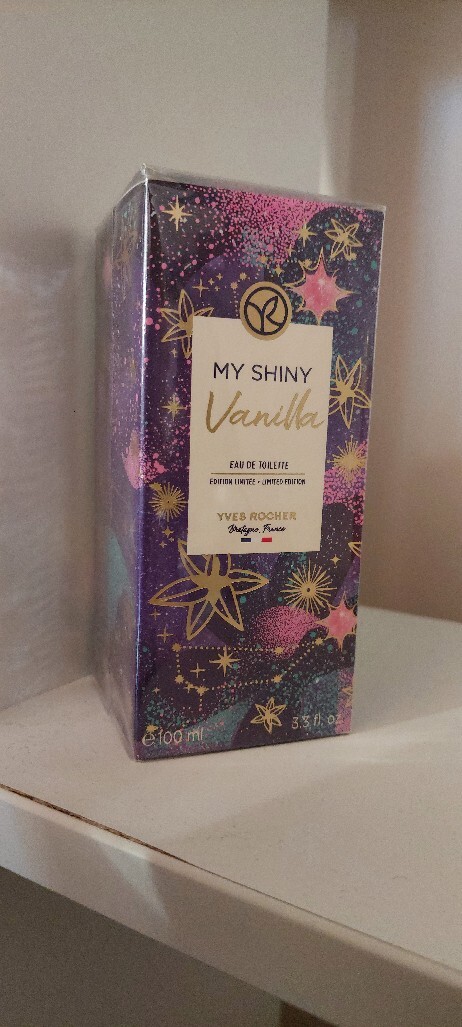 MY SHINY
Vanilla
EAU DE TOILETTE
ÉDITION LIMITÉE • LIMITED EDITION
YVES ROCHER
Bretagne, France
e 100 ml
3.3 fl. oz